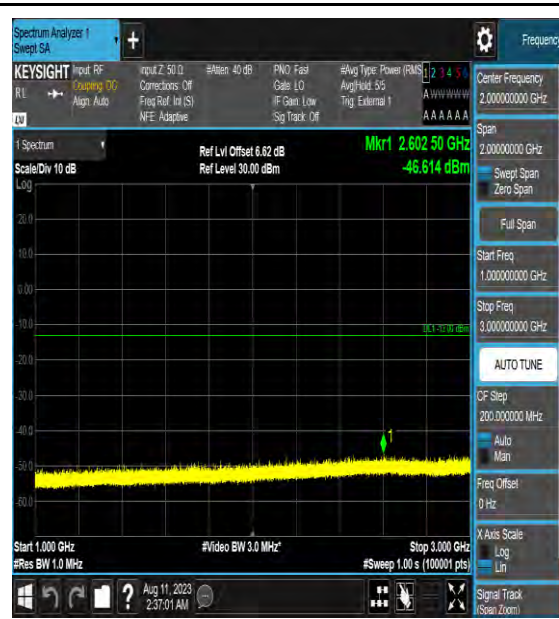 Spectrum Analyzer 1
Swept SA
Frequency
KEYSIGHT
RL
LV
Input: RF
Coupling: DC
Align: Auto
Input Z: 50 Ω
Corrections: Off
Freq Ref: Int (S)
NFE: Adaptive
#Atten: 40 dB
PNO: Fast
Gate: LO
IF Gain: Low
Sig Track: Off
#Avg Type: Power (RMS
Avg|Hold: 5/5
Trig: External 1
1 2 3 4 5 6
A W W W W W
A A A A A A
1 Spectrum
Scale/Div 10 dB
Log
Ref Lvl Offset 6.62 dB
Ref Level 30.00 dBm
Mkr1 2.602 50 GHz
-46.614 dBm
20.0
10.0
0.00
-10.0
-20.0
-30.0
-40.0
-50.0
-60.0
DL1 -13.00 dBm
1
Start 1.000 GHz
#Res BW 1.0 MHz
#Video BW 3.0 MHz*
Stop 3.000 GHz
#Sweep 1.00 s (100001 pts)
?
Aug 11, 2023
2:37:01 AM
Center Frequency
2.000000000 GHz
Span
2.00000000 GHz
Swept Span
Zero Span
Full Span
Start Freq
1.000000000 GHz
Stop Freq
3.000000000 GHz
AUTO TUNE
CF Step
200.000000 MHz
Auto
Man
Freq Offset
0 Hz
X Axis Scale
Log
Lin
Signal Track
(Span Zoom)